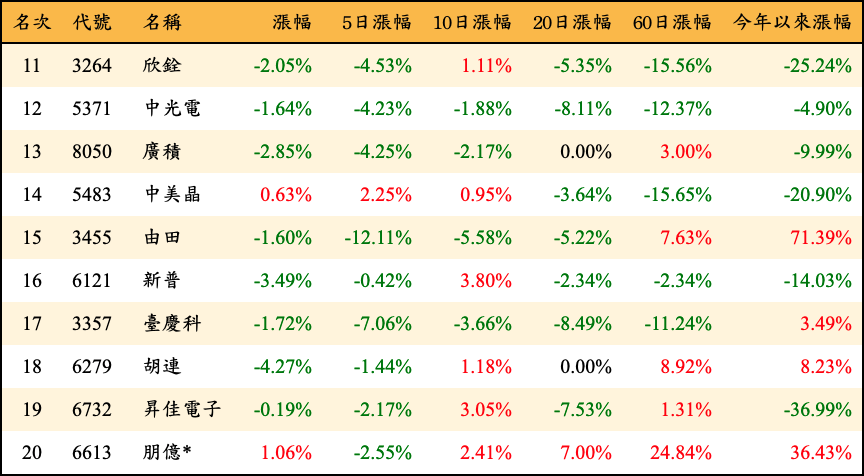 名次 代號 名稱 漲幅 5日漲幅 10日漲幅 20日漲幅 60日漲幅 今年以來漲幅
11 3264 欣銓 -2.05% -4.53% 1.11% -5.35% -15.56% -25.24%
12 5371 中光電 -1.64% -4.23% -1.88% -8.11% -12.37% -4.90%
13 8050 廣積 -2.85% -4.25% -2.17% 0.00% 3.00% -9.99%
14 5483 中美晶 0.63% 2.25% 0.95% -3.64% -15.65% -20.90%
15 3455 由田 -1.60% -12.11% -5.58% -5.22% 7.63% 71.39%
16 6121 新普 -3.49% -0.42% 3.80% -2.34% -2.34% -14.03%
17 3357 臺慶科 -1.72% -7.06% -3.66% -8.49% -11.24% 3.49%
18 6279 胡連 -4.27% -1.44% 1.18% 0.00% 8.92% 8.23%
19 6732 昇佳電子 -0.19% -2.17% 3.05% -7.53% 1.31% -36.99%
20 6613 朋億* 1.06% -2.55% 2.41% 7.00% 24.84% 36.43%